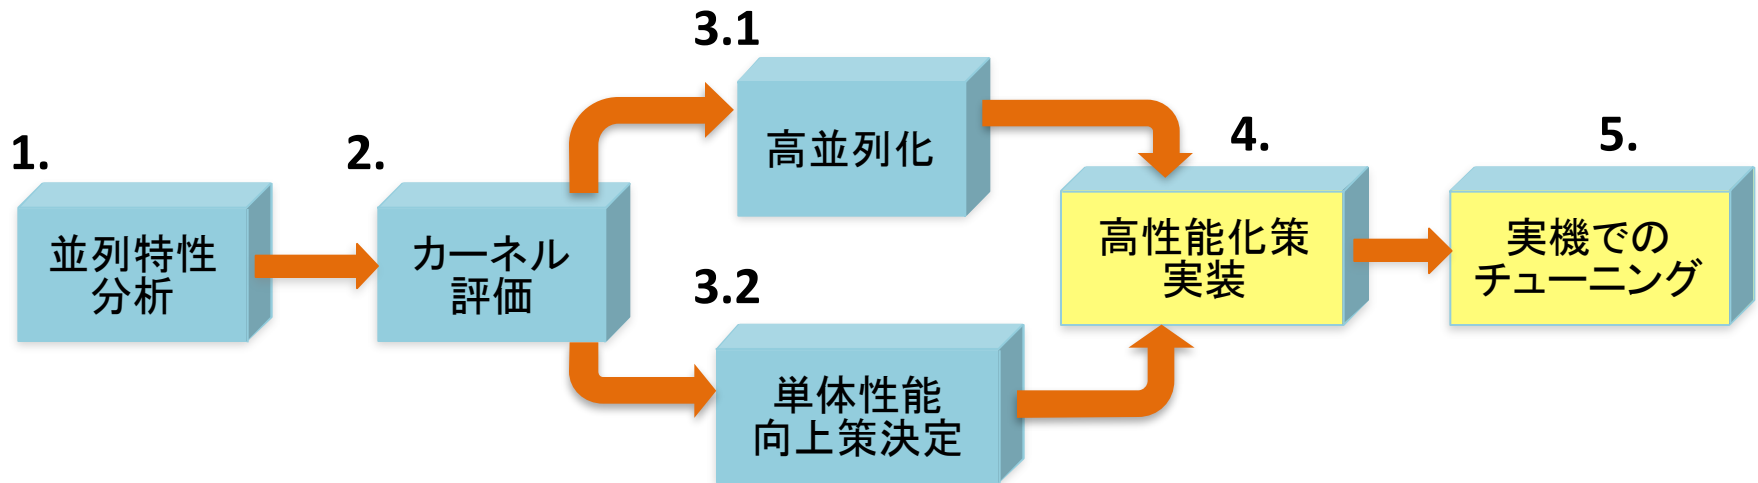 1.
並列特性
分析
2.
カーネル
評価
3.1
高並列化
3.2
単体性能
向上策決定
4.
高性能化策
実装
5.
実機での
チューニング